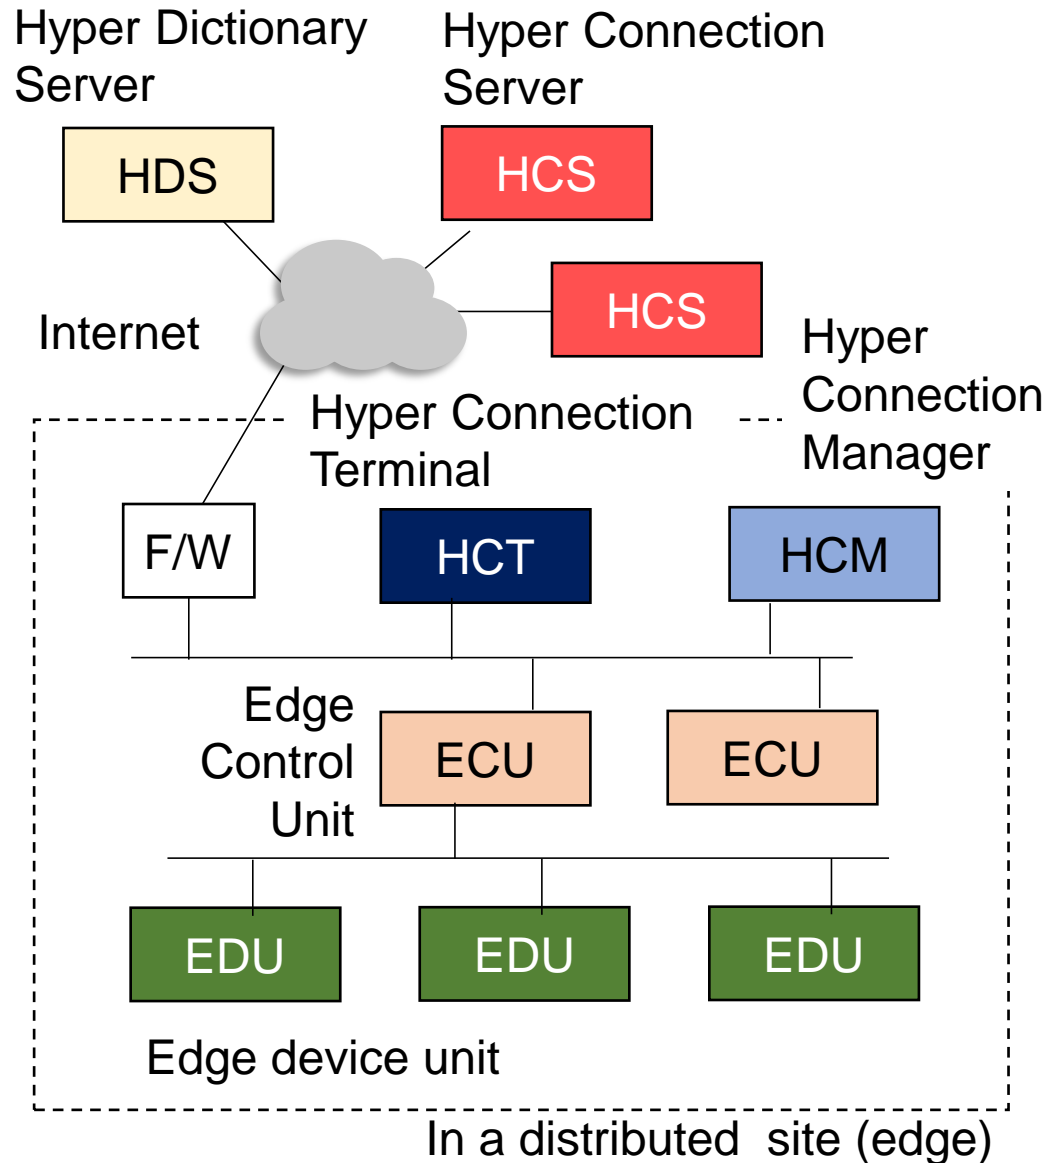 Hyper Dictionary
Server
Hyper Connection
Server
HDS
HCS
HCS
Internet
Hyper
Connection
Manager
Hyper Connection
Terminal
F/W
HCT
HCM
Edge
Control
Unit
ECU
ECU
EDU
EDU
EDU
Edge device unit
In a distributed site (edge)